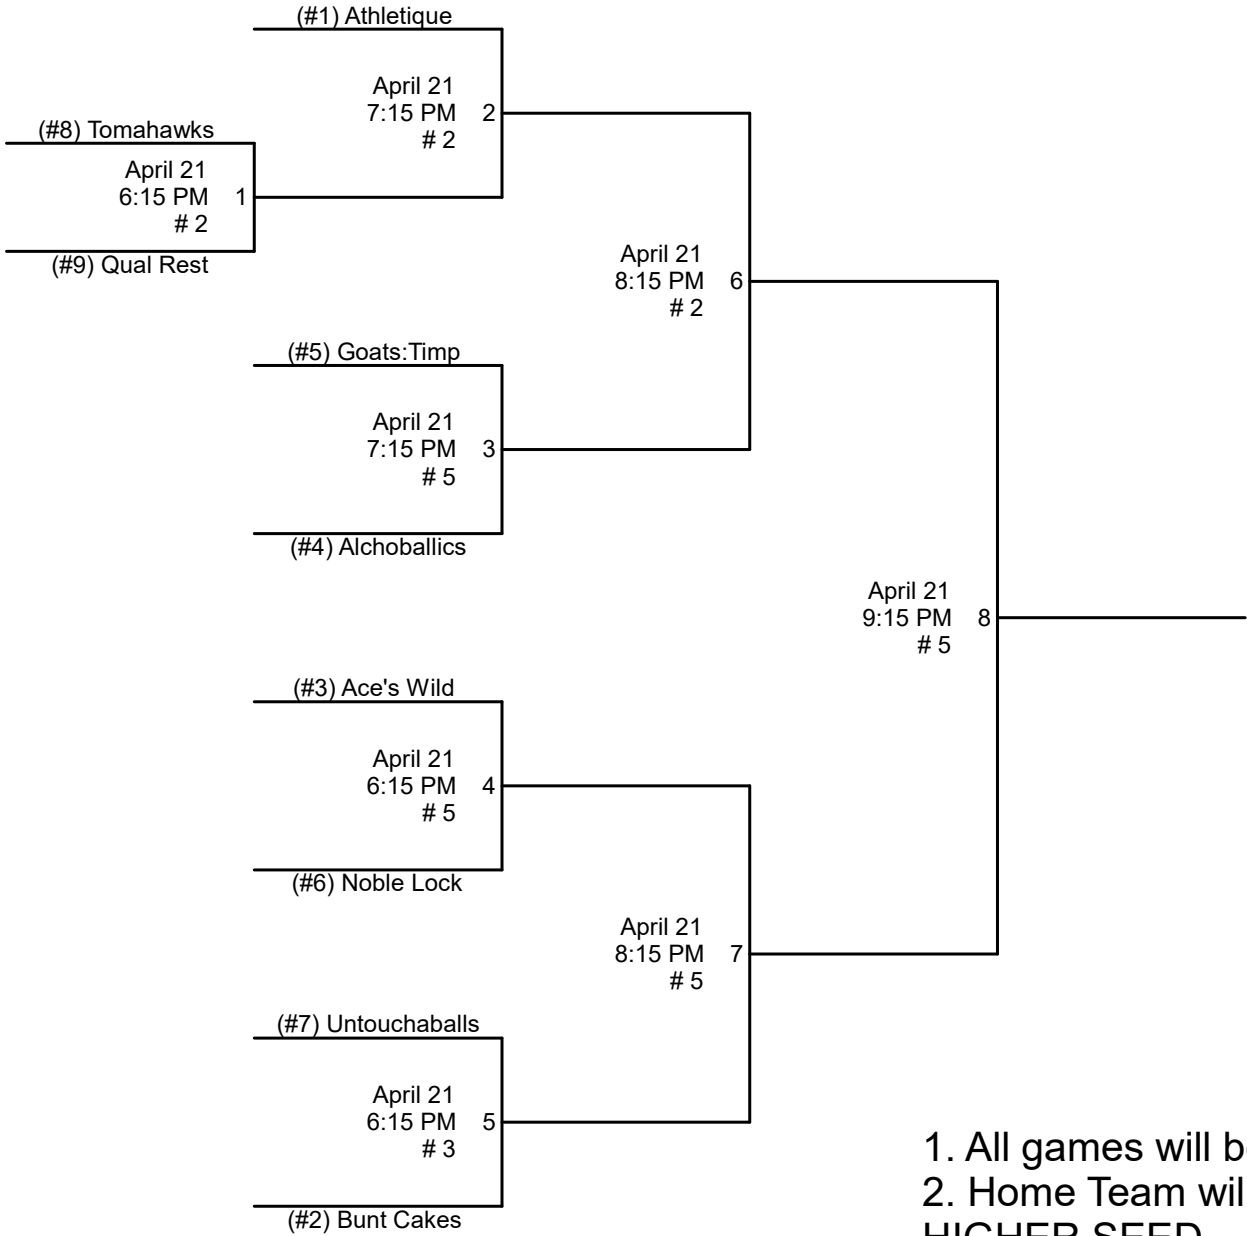 (#1) Athletique
April 21
7:15 PM 2
# 2
(#8) Tomahawks
April 21
6:15 PM 1
# 2
(#9) Qual Rest
April 21
8:15 PM 6
# 2
(#5) Goats:Timp
April 21
7:15 PM 3
# 5
(#4) Alchoballics
April 21
9:15 PM 8
# 5
(#3) Ace's Wild
April 21
6:15 PM 4
# 5
(#6) Noble Lock
April 21
8:15 PM 7
# 5
(#7) Untouchaballs
April 21
6:15 PM 5
# 3
(#2) Bunt Cakes
1. All games will
2. Home Team
HIGHER SEED